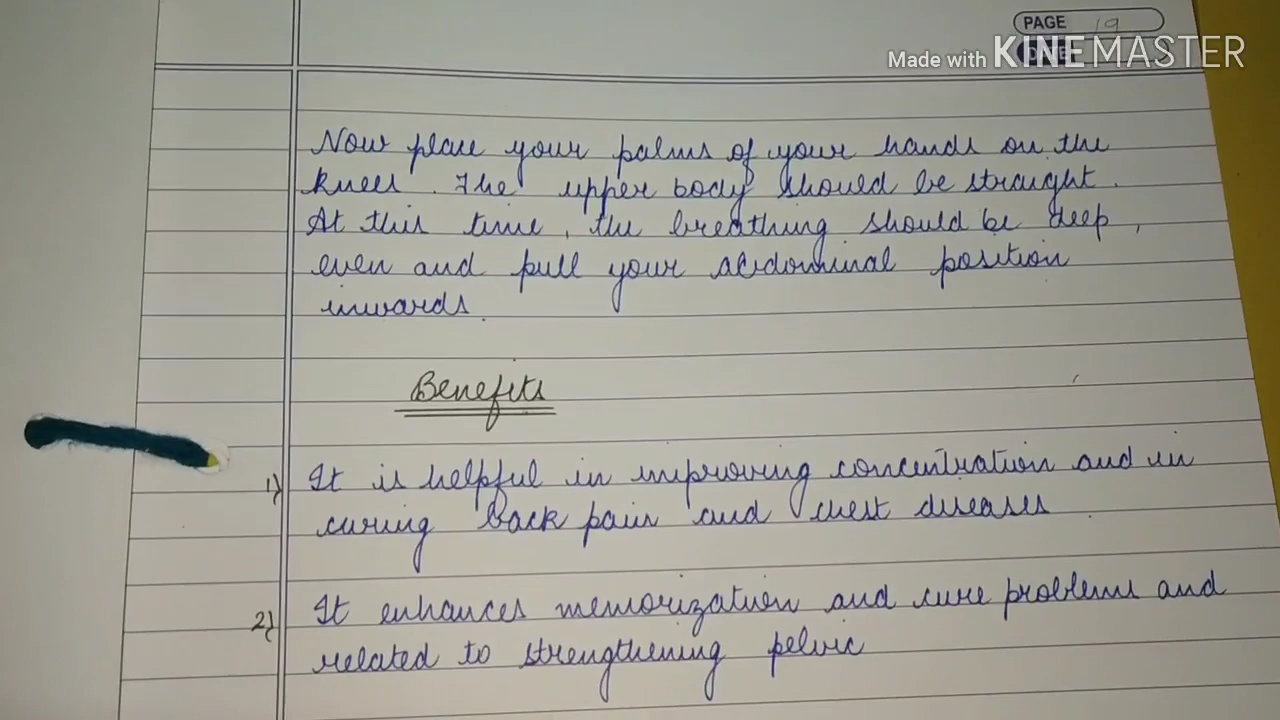 PAGE 19
DATE
Made with KINEMASTER
Now place your palms of your hands on the
knees. The upper body should be straight.
At this time, the breathing should be deep,
even and pull your abdominal position
inwards.
Benefits
1) It is helpful in improving concentration and in
curing back pain and chest diseases
2) It enhances memorization and cure problems and
related to strengthening pelvic